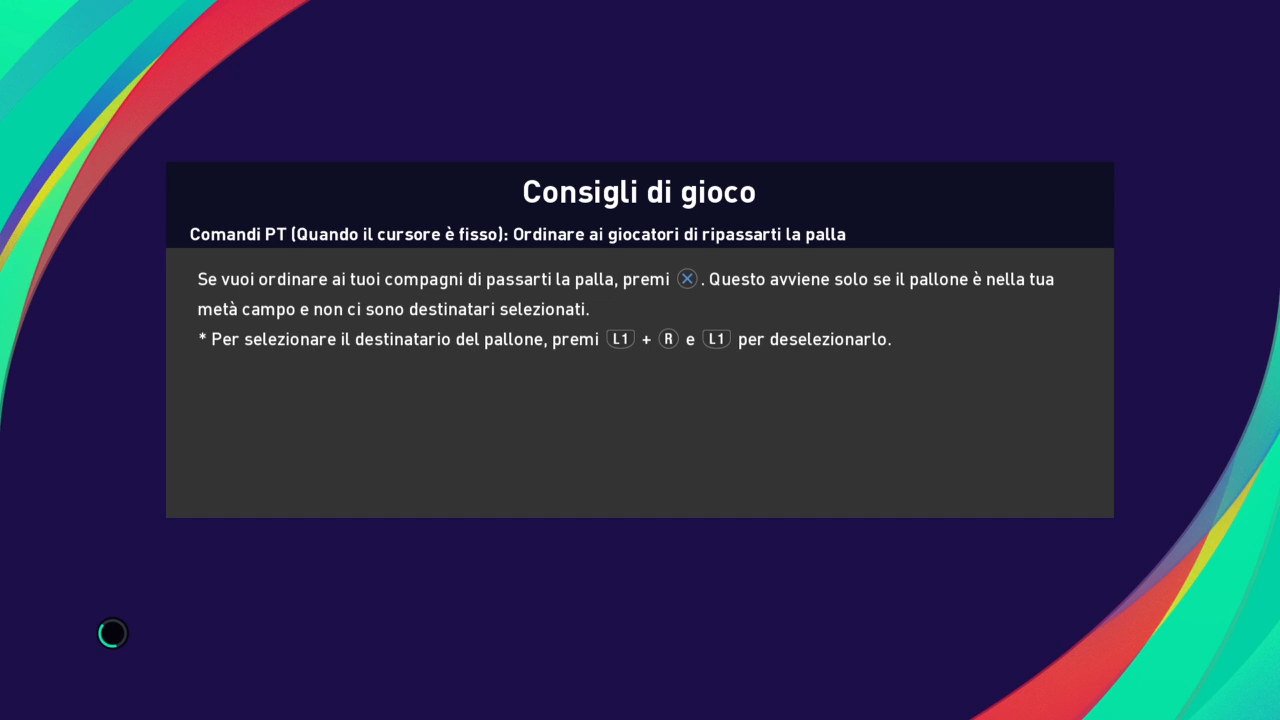 Consigli di gioco
Comandi PT (Quando il cursore è fisso): Ordinare ai giocatori di ripassarti la palla
Se vuoi ordinare ai tuoi compagni di passarti la palla, premi ⓧ. Questo avviene solo se il pallone è nella tua
metà campo e non ci sono destinatari selezionati.
* Per selezionare il destinatario del pallone, premi L1 + R e L1 per deselezionarlo.